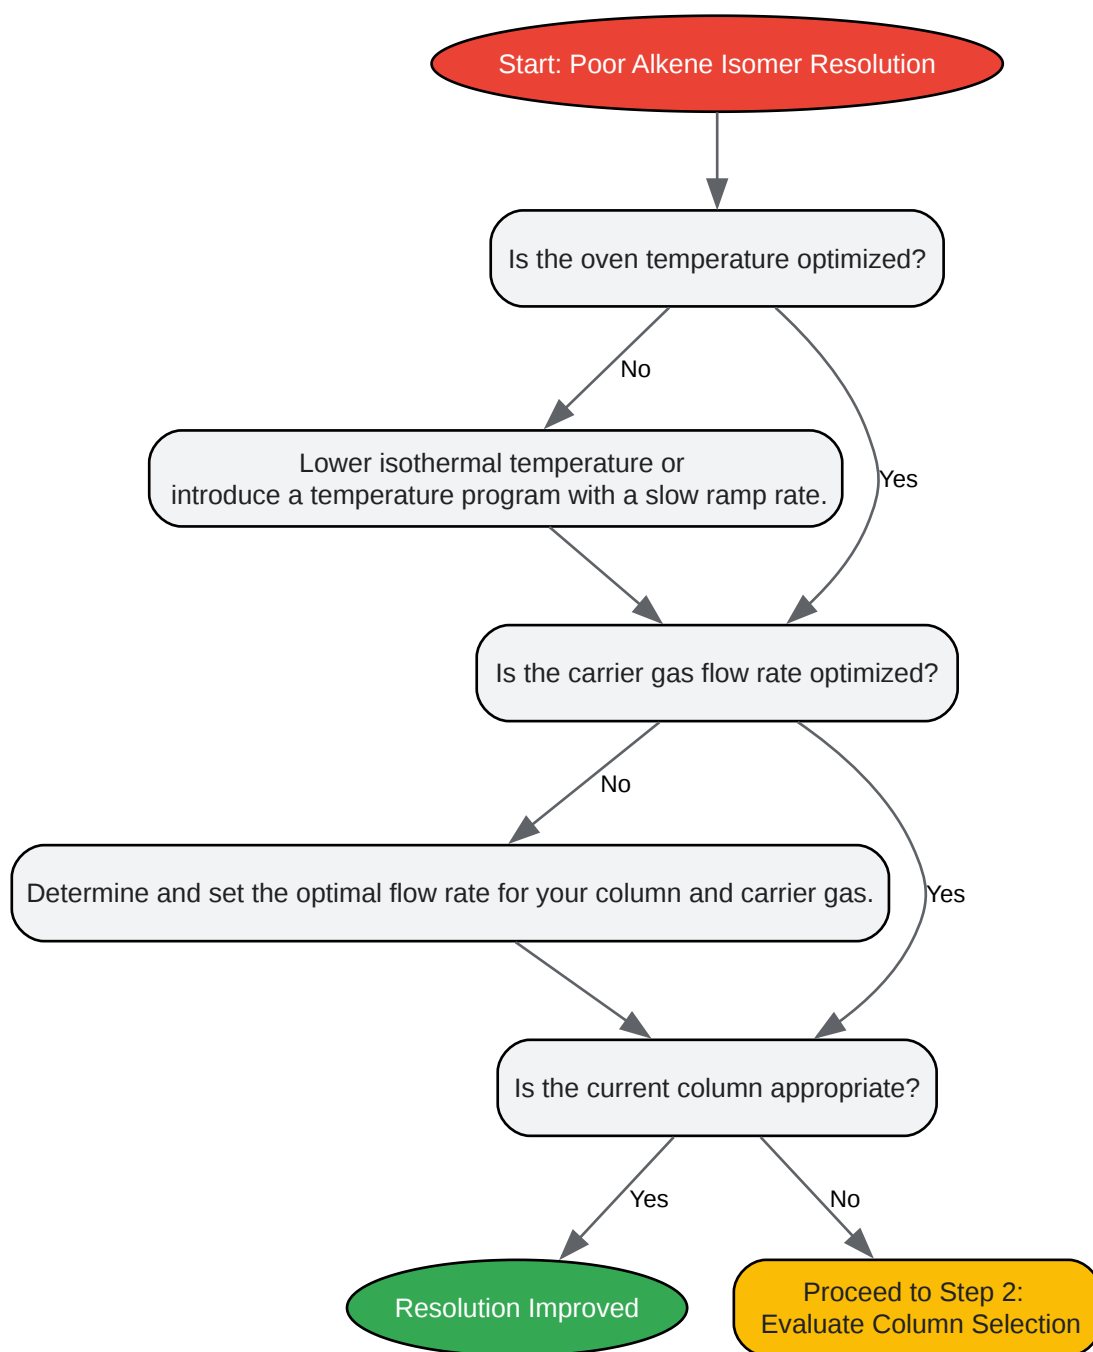 Start: Poor Alkene Isomer Resolution
Is the oven temperature optimized?
No
Lower isothermal temperature or
introduce a temperature program with a slow ramp rate.
Yes
Is the carrier gas flow rate optimized?
No
Determine and set the optimal flow rate for your column and carrier gas.
Yes
Is the current column appropriate?
Yes
No
Resolution Improved
Proceed to Step 2:
Evaluate Column Selection